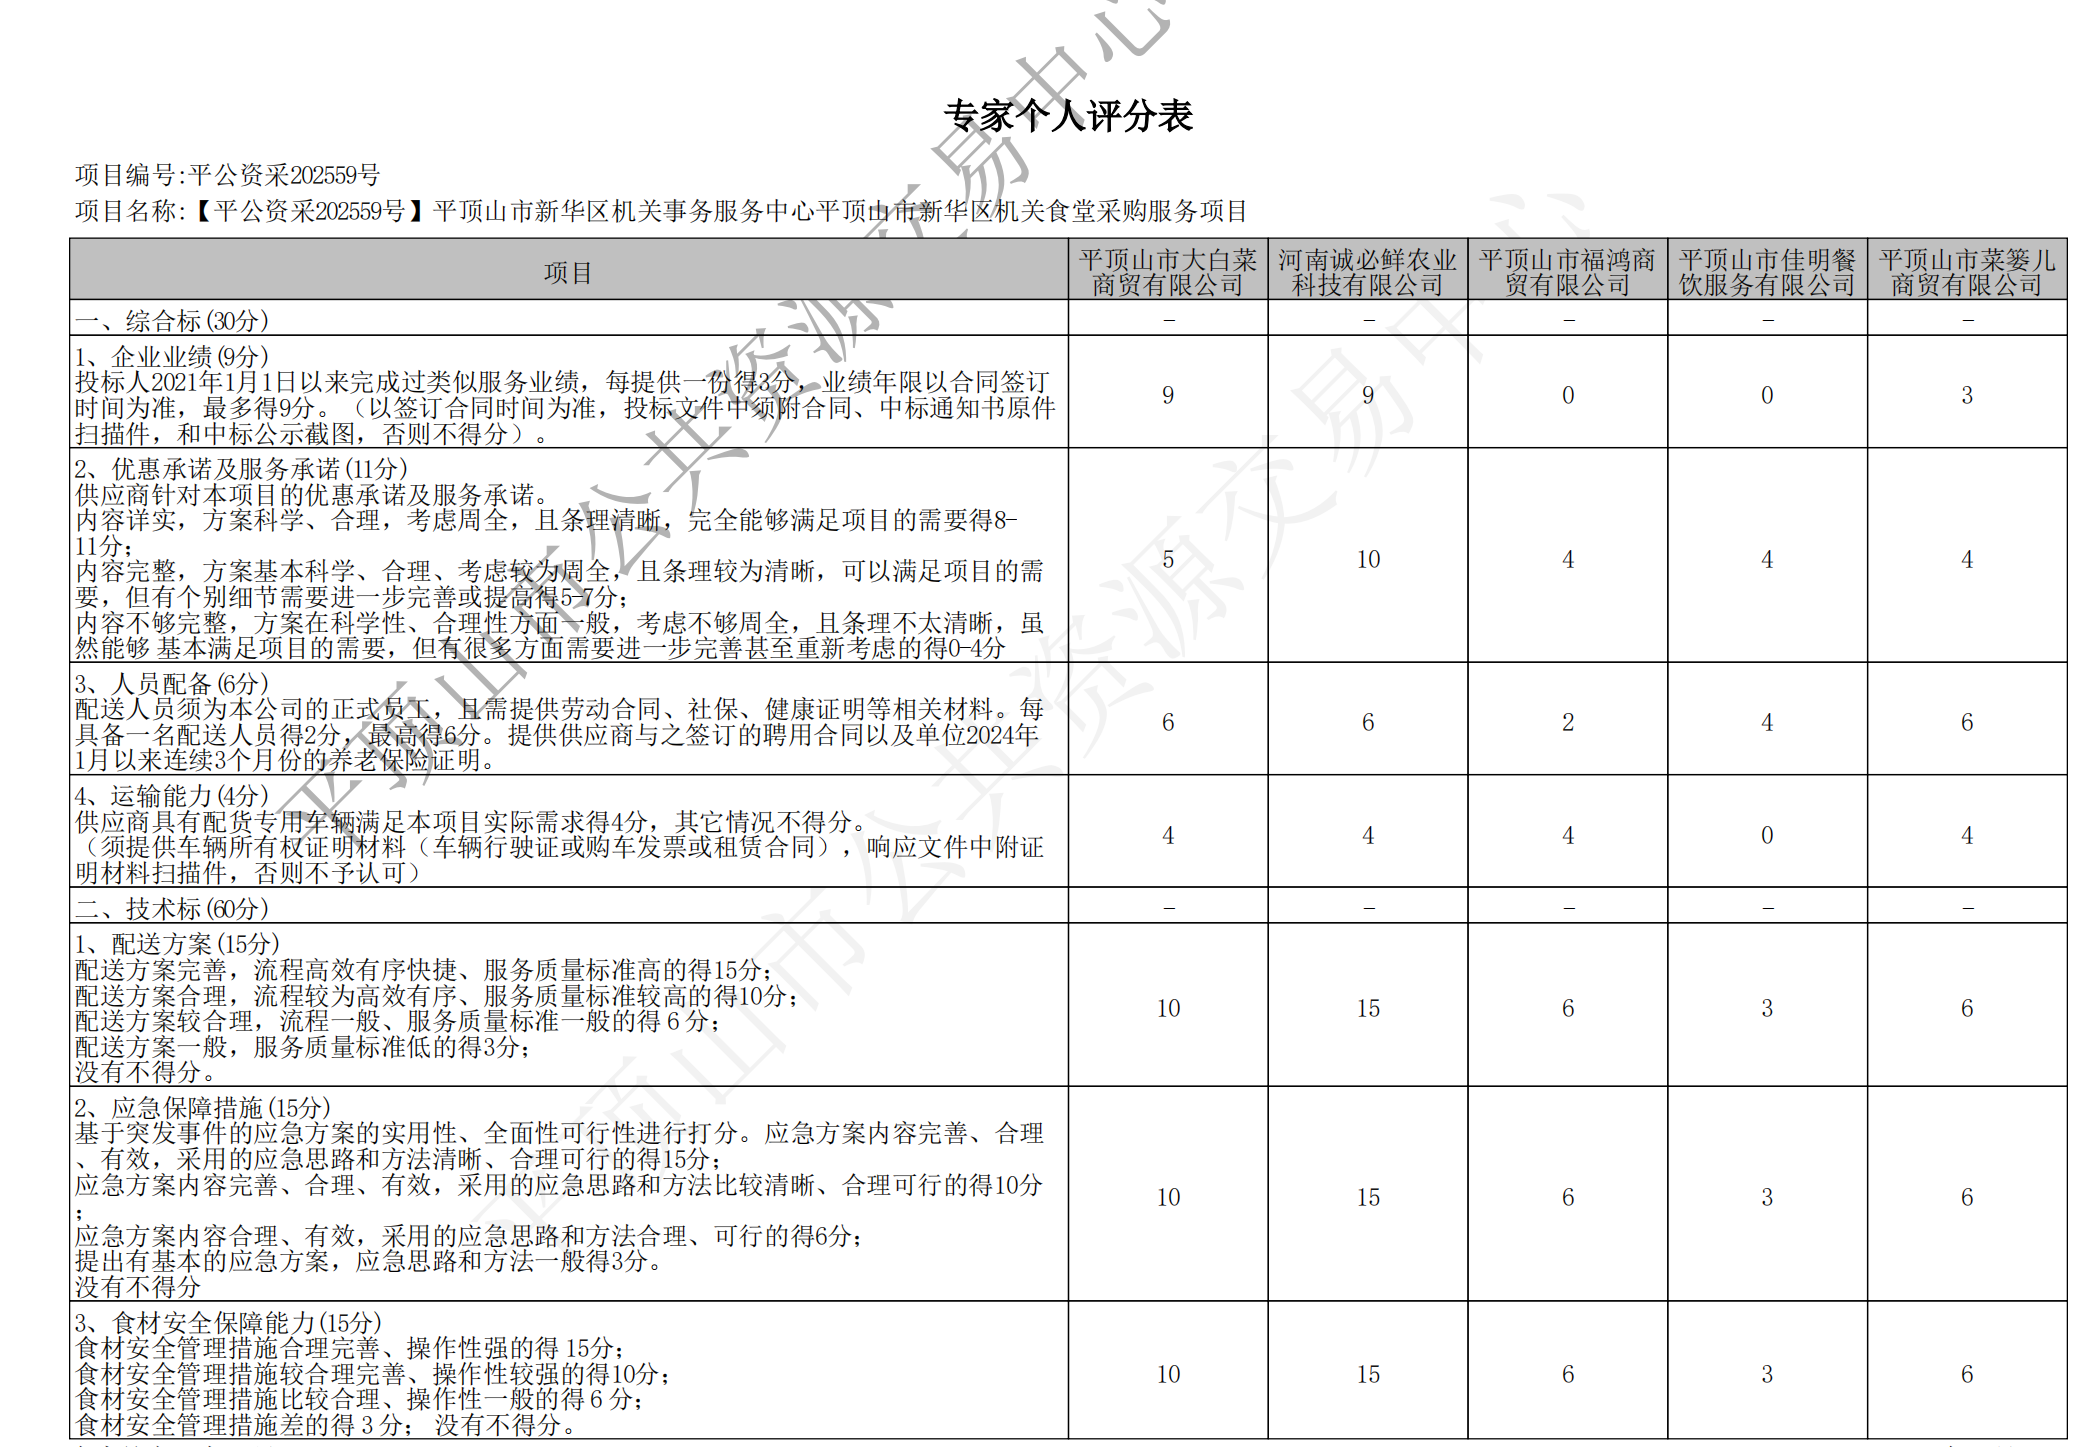 专家个人评分表
项目编号:平公资采202559号
项目名称:【平公资采202559号】平顶山市新华区机关事务服务中心平顶山市新华区机关食堂采购服务项目
项目
平顶山市大白菜商贸有限公司
河南诚必鲜农业科技有限公司
平顶山市福鸿商贸有限公司
平顶山市佳明餐饮服务有限公司
平顶山市菜篓儿商贸有限公司
一、综合标(30分)
- - - - -
1、企业业绩(9分)
投标人2021年1月1日以来完成过类似服务业绩，每提供一份得3分，业绩年限以合同签订
时间为准，最多得9分。（以签订合同时间为准，投标文件中须附合同、中标通知书原件
扫描件，和中标公示截图，否则不得分）。
9 9 0 0 3
2、优惠承诺及服务承诺(11分)
供应商针对本项目的优惠承诺及服务承诺。
内容详实，方案科学、合理，考虑周全，且条理清晰，完全能够满足项目的需要得8-
11分；
内容完整，方案基本科学、合理、考虑较为周全，且条理较为清晰，可以满足项目的需
要，但有个别细节需要进一步完善或提高得5-7分；
内容不够完整，方案在科学性、合理性方面一般，考虑不够周全，且条理不太清晰，虽
然能够 基本满足项目的需要，但有很多方面需要进一步完善甚至重新考虑的得0-4分
5 10 4 4 4
3、人员配备(6分)
配送人员须为本公司的正式员工，且需提供劳动合同、社保、健康证明等相关材料。每
具备一名配送人员得2分，最高得6分。提供供应商与之签订的聘用合同以及单位2024年
1月以来连续3个月份的养老保险证明。
6 6 2 4 6
4、运输能力(4分)
供应商具有配货专用车辆满足本项目实际需求得4分，其它情况不得分。
（须提供车辆所有权证明材料（车辆行驶证或购车发票或租赁合同），响应文件中附证
明材料扫描件，否则不予认可）
4 4 4 0 4
二、技术标(60分)
- - - - -
1、配送方案(15分)
配送方案完善，流程高效有序快捷、服务质量标准高的得15分；
配送方案合理，流程较为高效有序、服务质量标准较高的得10分；
配送方案较合理，流程一般、服务质量标准一般的得 6 分；
配送方案一般，服务质量标准低的得3分；
没有不得分。
10 15 6 3 6
2、应急保障措施(15分)
基于突发事件的应急方案的实用性、全面性可行性进行打分。应急方案内容完善、合理
、有效，采用的应急思路和方法清晰、合理可行的得15分；
应急方案内容完善、合理、有效，采用的应急思路和方法比较清晰、合理可行的得10分
；
应急方案内容合理、有效，采用的应急思路和方法合理、可行的得6分；
提出有基本的应急方案，应急思路和方法一般得3分。
没有不得分
10 15 6 3 6
3、食材安全保障能力(15分)
食材安全管理措施合理完善、操作性强的得 15分；
食材安全管理措施较合理完善、操作性较强的得10分；
食材安全管理措施比较合理、操作性一般的得 6 分；
食材安全管理措施差的得 3 分； 没有不得分。
10 15 6 3 6
平顶山市公共资源交易中心
平顶山市公共资源交易中心